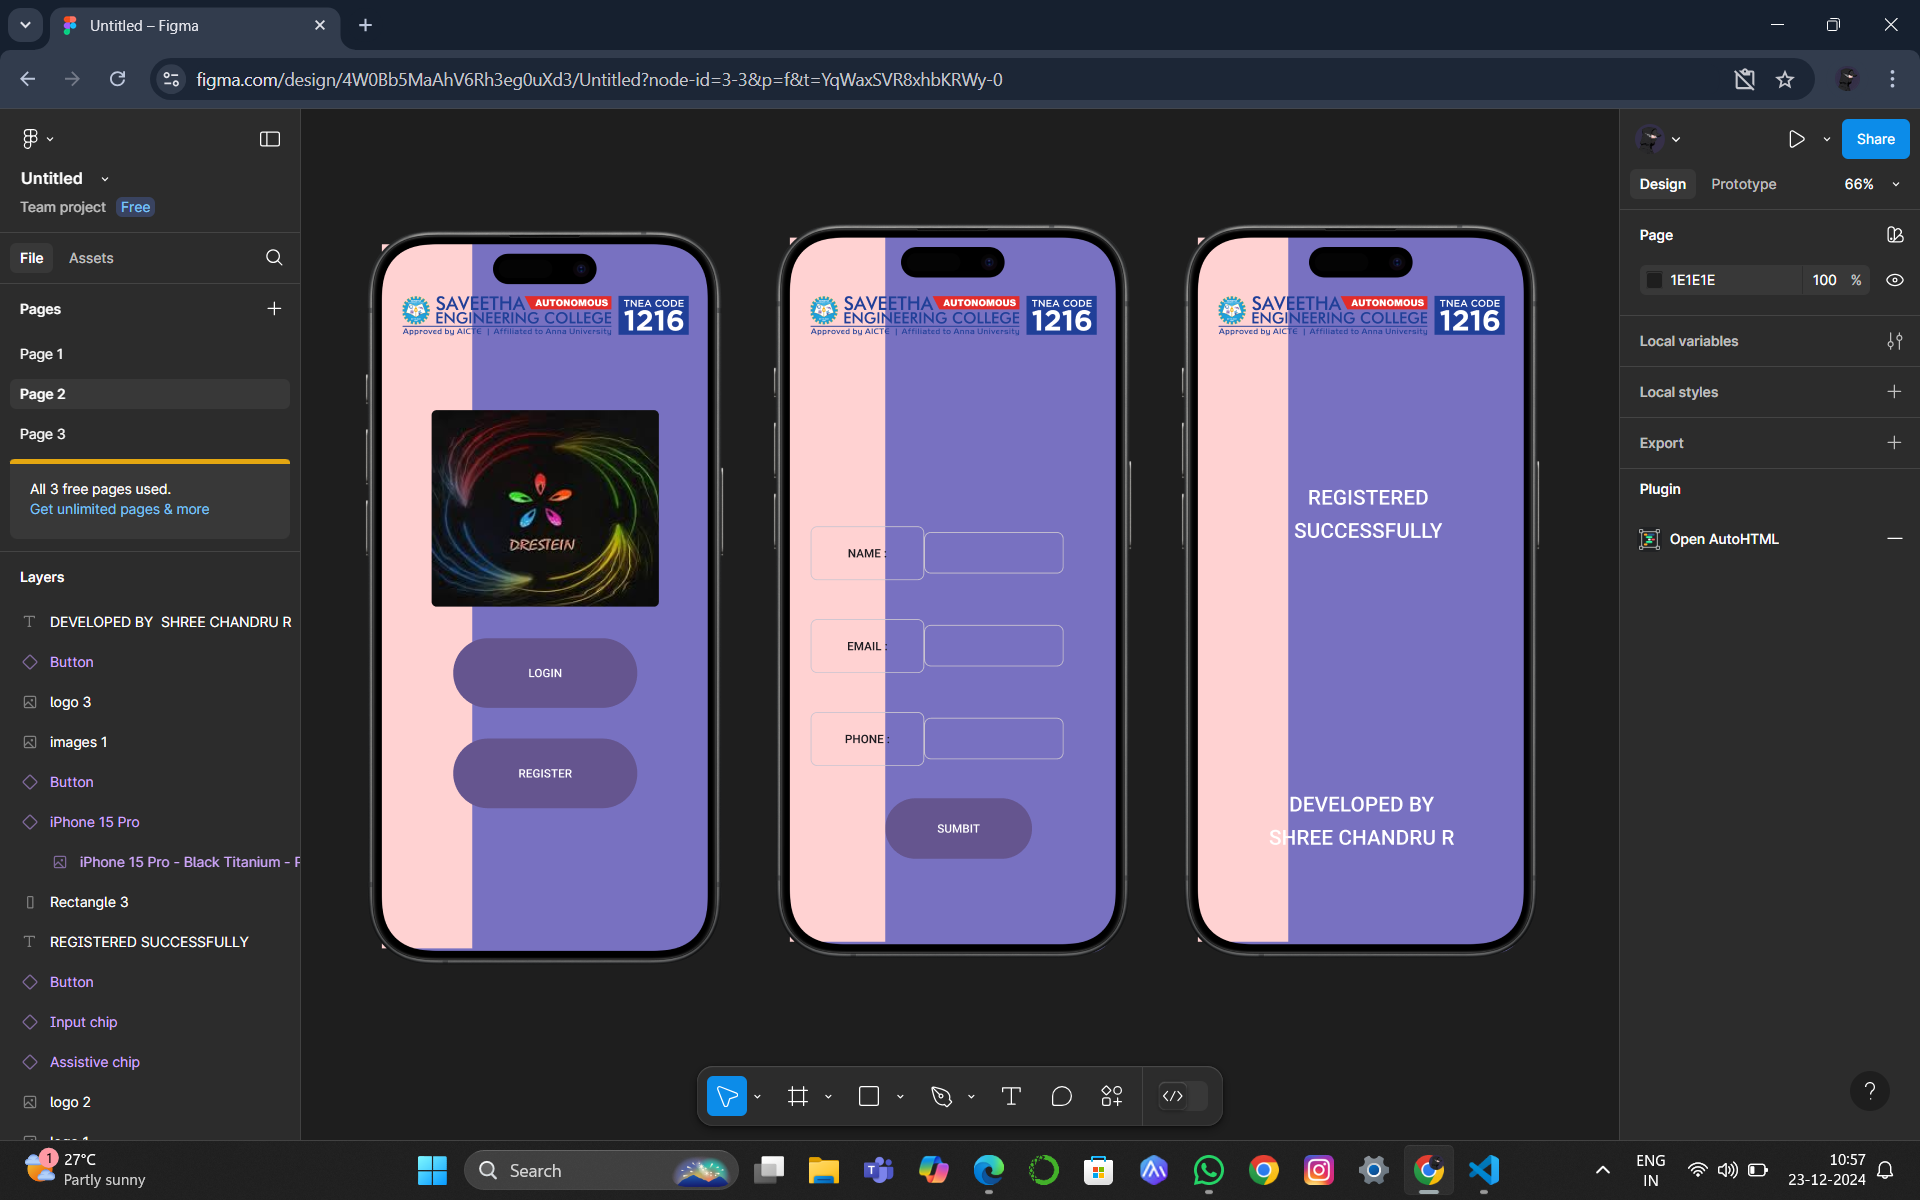 Untitled – Figma
figma.com/design/4W0Bb5MaAhV6Rh3eg0uXd3/Untitled?node-id=3-3&p=f&t=YqWaxSVR8xhbKRWy-0
Untitled
Team project Free
File Assets
Pages
Page 1
Page 2
Page 3
All 3 free pages used.
Get unlimited pages & more
Layers
DEVELOPED BY SHREE CHANDRU R
Button
logo 3
images 1
Button
iPhone 15 Pro
iPhone 15 Pro - Black Titanium -
Rectangle 3
REGISTERED SUCCESSFULLY
Button
Input chip
Assistive chip
logo 2
SAVEETHA AUTONOMOUS
ENGINEERING COLLEGE
Approved by AICTE | Affiliated to Anna University
TNEA CODE
1216
DRESTEIN
LOGIN
REGISTER
SAVEETHA AUTONOMOUS
ENGINEERING COLLEGE
Approved by AICTE | Affiliated to Anna University
TNEA CODE
1216
NAME :
EMAIL :
PHONE :
SUMBIT
SAVEETHA AUTONOMOUS
ENGINEERING COLLEGE
Approved by AICTE | Affiliated to Anna University
TNEA CODE
1216
REGISTERED
SUCCESSFULLY
DEVELOPED BY
SHREE CHANDRU R
Share
Design Prototype 66%
Page
1E1E1E 100 %
Local variables
Local styles
Export
Plugin
Open AutoHTML
?
1
27°C
Partly sunny
Search
ENG
IN
10:57
23-12-2024